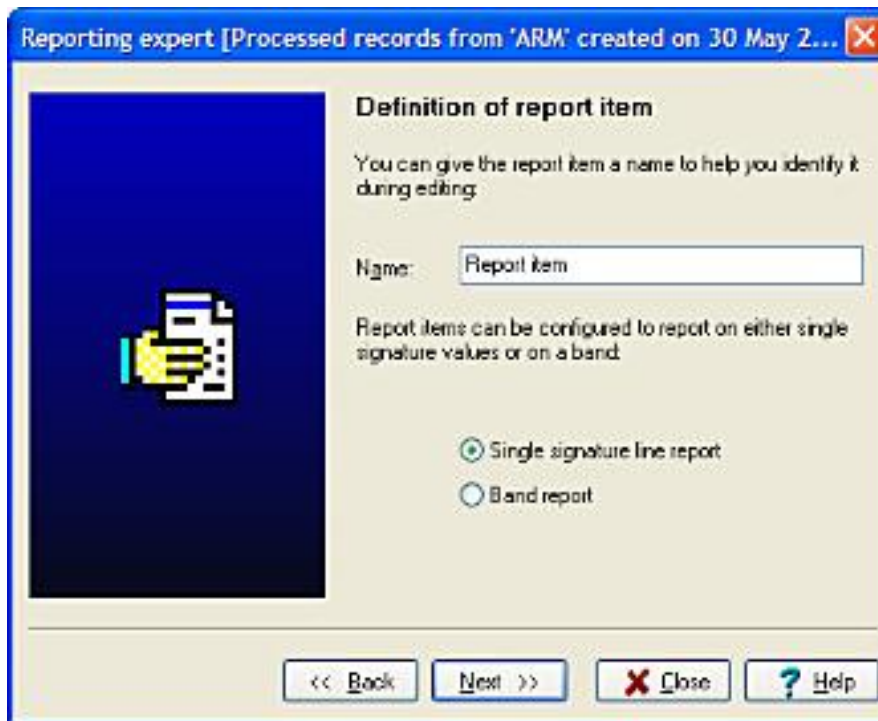 Reporting expert [Processed records from 'ARM' created on 30 May 2...
Definition of report item
You can give the report item a name to help you identify it
during editing:
Name:
Report item
Report items can be configured to report on either single
signature values or on a band:
Single signature line report
Band report
<< Back
Next >>
Close
? Help